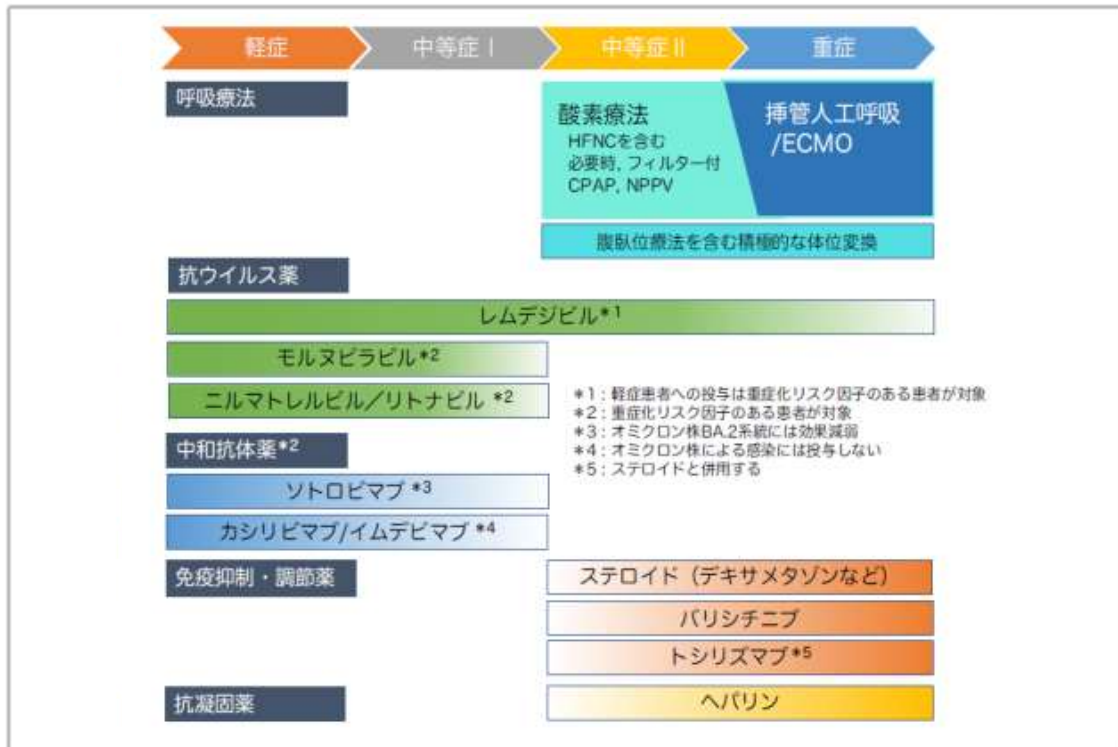 軽症
中等症 I
中等症 II
重症
呼吸療法
酸素療法
HFNCを含む
必要時, フィルター付
CPAP, NPPV
挿管人工呼吸
/ECMO
腹臥位療法を含む積極的な体位変換
抗ウイルス薬
レムデジビル*1
モルヌピラビル*2
ニルマトレルビル／リトナビル *2
*1：軽症患者への投与は重症化リスク因子のある患者が対象
*2：重症化リスク因子のある患者が対象
*3：オミクロン株BA.2系統には効果減弱
*4：オミクロン株による感染には投与しない
*5：ステロイドと併用する
中和抗体薬*2
ソトロビマブ *3
カシリビマブ/イムデビマブ *4
免疫抑制・調節薬
ステロイド（デキサメタゾンなど）
バリシチニブ
トシリズマブ*5
抗凝固薬
ヘパリン